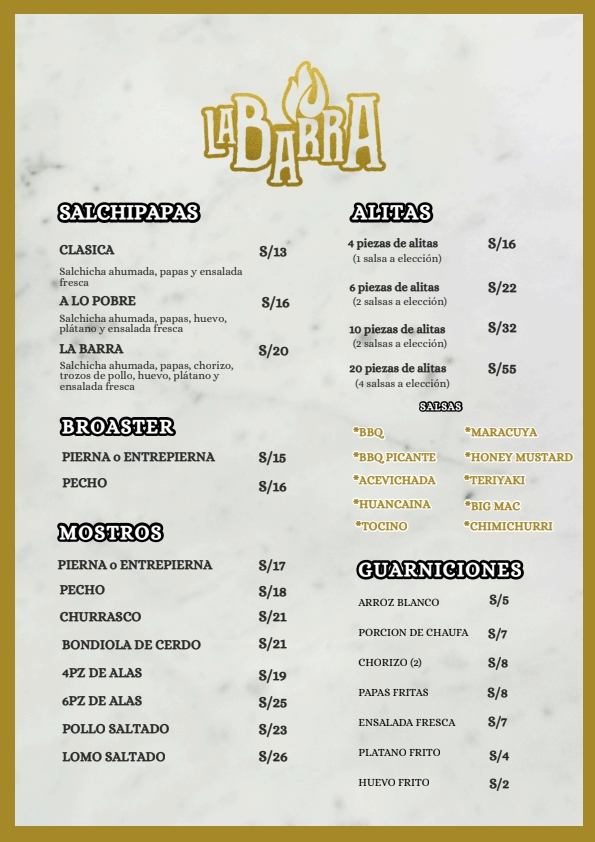 LA BARRA
SALCHIPAPAS
CLASICA S/13
Salchicha ahumada, papas y ensalada
fresca
A LO POBRE S/16
Salchicha ahumada, papas, huevo,
plátano y ensalada fresca
LA BARRA S/20
Salchicha ahumada, papas, chorizo,
trozos de pollo, huevo, plátano y
ensalada fresca
BROASTER
PIERNA o ENTREPIERNA S/15
PECHO S/16
MOSTROS
PIERNA o ENTREPIERNA S/17
PECHO S/18
CHURRASCO S/21
BONDIOLA DE CERDO S/21
4PZ DE ALAS S/19
6PZ DE ALAS S/25
POLLO SALTADO S/23
LOMO SALTADO S/26
ALITAS
4 piezas de alitas S/16
(1 salsa a elección)
6 piezas de alitas S/22
(2 salsas a elección)
10 piezas de alitas S/32
(2 salsas a elección)
20 piezas de alitas S/55
(4 salsas a elección)
SALSAS
*BBQ *MARACUYA
*BBQ PICANTE *HONEY MUSTARD
*ACEVICHADA *TERIYAKI
*HUANCAINA *BIG MAC
*TOCINO *CHIMICHURRI
GUARNICIONES
ARROZ BLANCO S/5
PORCION DE CHAUFA S/7
CHORIZO (2) S/8
PAPAS FRITAS S/8
ENSALADA FRESCA S/7
PLATANO FRITO S/4
HUEVO FRITO S/2